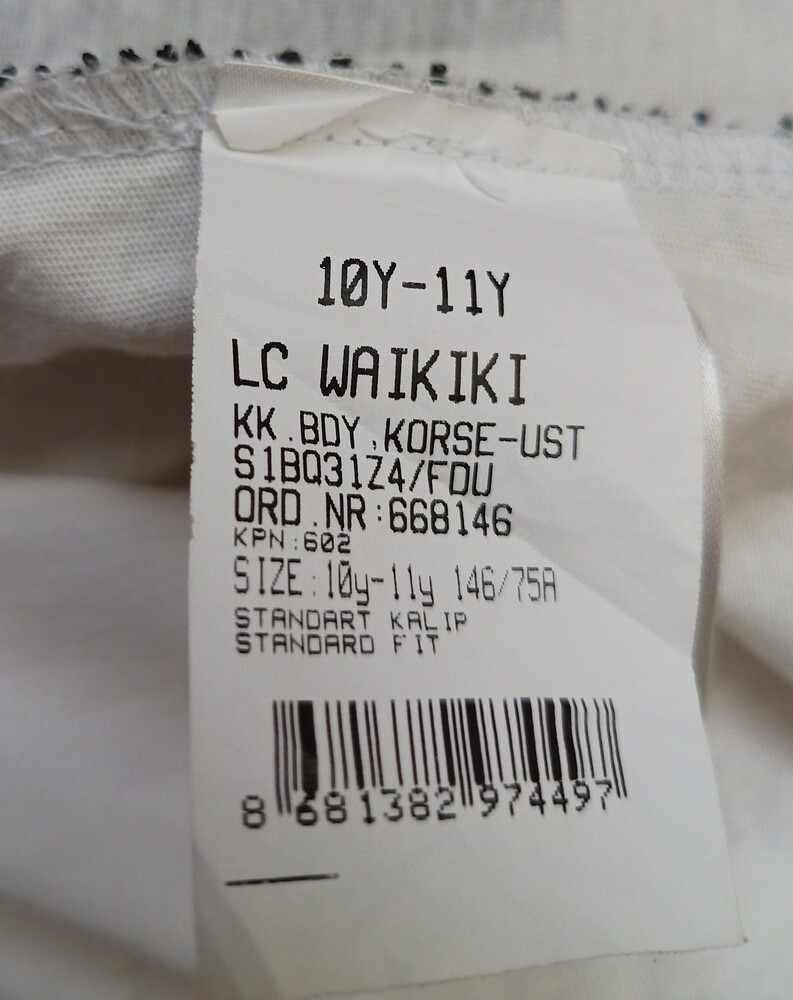 10Y-11Y
LC WAIKIKI
KK.BDY,KORSE-UST
S1BQ31Z4/FDU
ORD.NR:668146
KPN:602
SIZE:10y-11y 146/75A
STANDART KALIP
STANDARD FIT
8 681382 974497